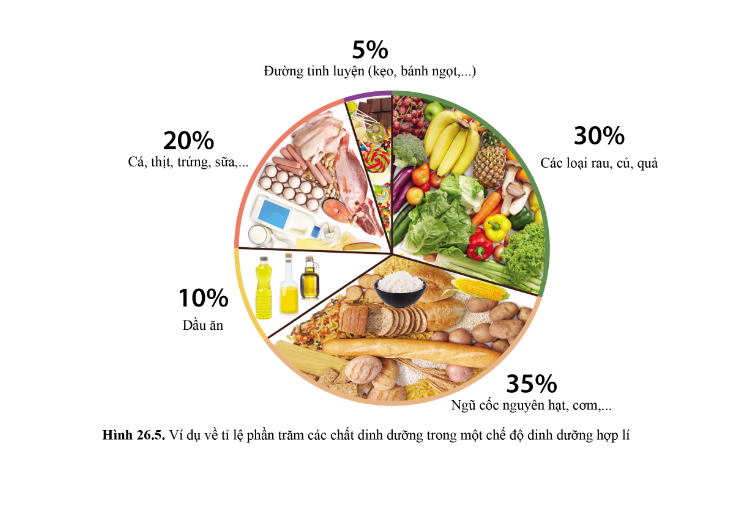 5%
Đường tinh luyện (kẹo, bánh ngọt,...)
20%
Cá, thịt, trứng, sữa,...
30%
Các loại rau, củ, quả
10%
Dầu ăn
35%
Ngũ cốc nguyên hạt, cơm,...
Hình 26.5. Ví dụ về tỉ lệ phần trăm các chất dinh dưỡng trong một chế độ dinh dưỡng hợp lí